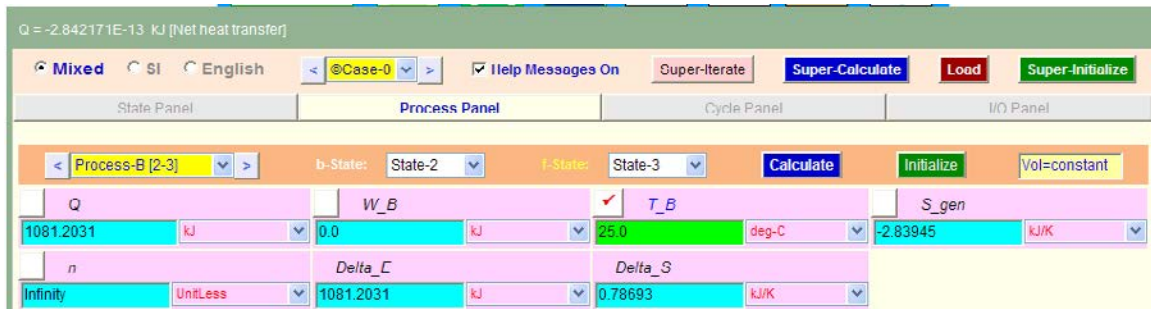 Q = -2.842171E-13 kJ [Net heat transfer]
Mixed SI English < ©Case-0 > Help Messages On Super-Iterate Super-Calculate Load Super-Initialize
State Panel Process Panel Cycle Panel I/O Panel
< Process-B [2-3] > b-State: State-2 f-State: State-3 Calculate Initialize Vol=constant
Q W_B T_B S_gen
1081.2031 kJ 0.0 kJ 25.0 deg-C -2.83945 kJ/K
n Delta_E Delta_S
Infinity UnitLess 1081.2031 kJ 0.78693 kJ/K